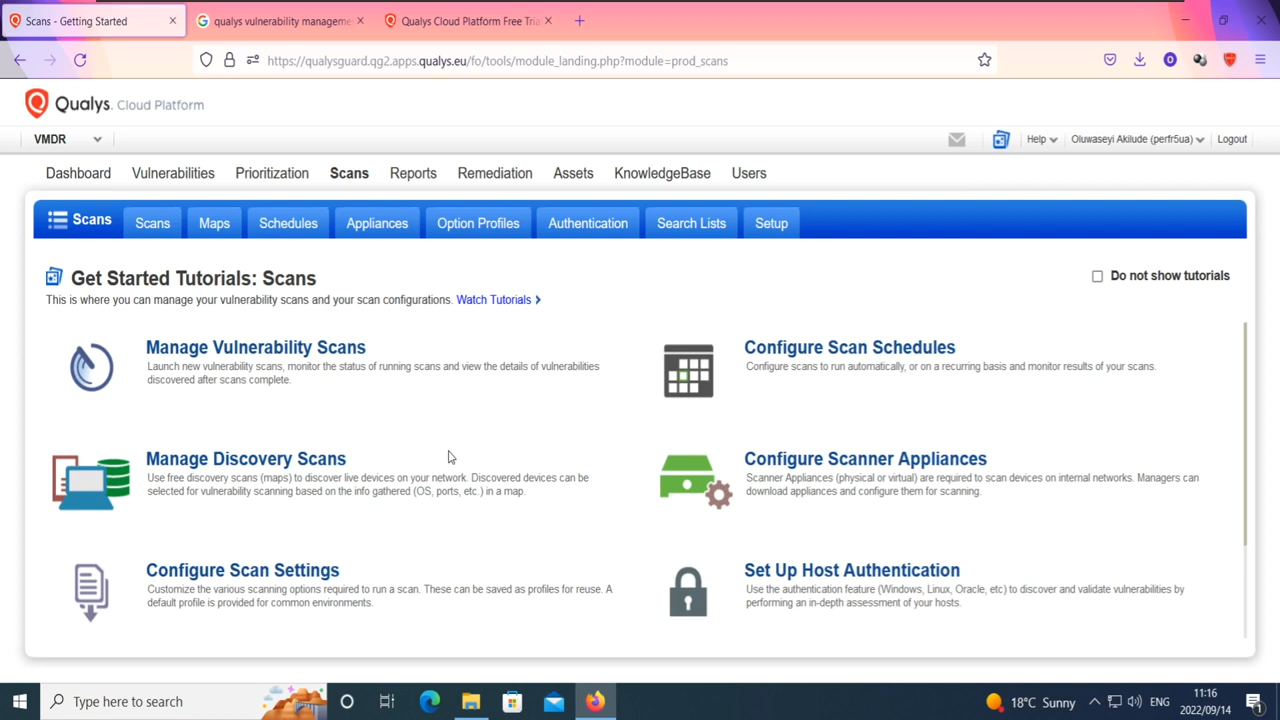 Scans - Getting Started
qualys vulnerability manageme
Qualys Cloud Platform Free Tria
https://qualysguard.qg2.apps.qualys.eu/fo/tools/module_landing.php?module=prod_scans
Qualys. Cloud Platform
VMDR
Help
Oluwaseyi Akilude (perfr5ua)
Logout
Dashboard
Vulnerabilities
Prioritization
Scans
Reports
Remediation
Assets
KnowledgeBase
Users
Scans
Scans
Maps
Schedules
Appliances
Option Profiles
Authentication
Search Lists
Setup
Get Started Tutorials: Scans
Do not show tutorials
This is where you can manage your vulnerability scans and your scan configurations. Watch Tutorials
Manage Vulnerability Scans
Launch new vulnerability scans, monitor the status of running scans and view the details of vulnerabilities
discovered after scans complete.
Configure Scan Schedules
Configure scans to run automatically, or on a recurring basis and monitor results of your scans.
Manage Discovery Scans
Use free discovery scans (maps) to discover live devices on your network. Discovered devices can be
selected for vulnerability scanning based on the info gathered (OS, ports, etc.) in a map.
Configure Scanner Appliances
Scanner Appliances (physical or virtual) are required to scan devices on internal networks. Managers can
download appliances and configure them for scanning.
Configure Scan Settings
Customize the various scanning options required to run a scan. These can be saved as profiles for reuse. A
default profile is provided for common environments.
Set Up Host Authentication
Use the authentication feature (Windows, Linux, Oracle, etc) to discover and validate vulnerabilities by
performing an in-depth assessment of your hosts.
Type here to search
18°C Sunny
ENG
11:16
2022/09/14
1